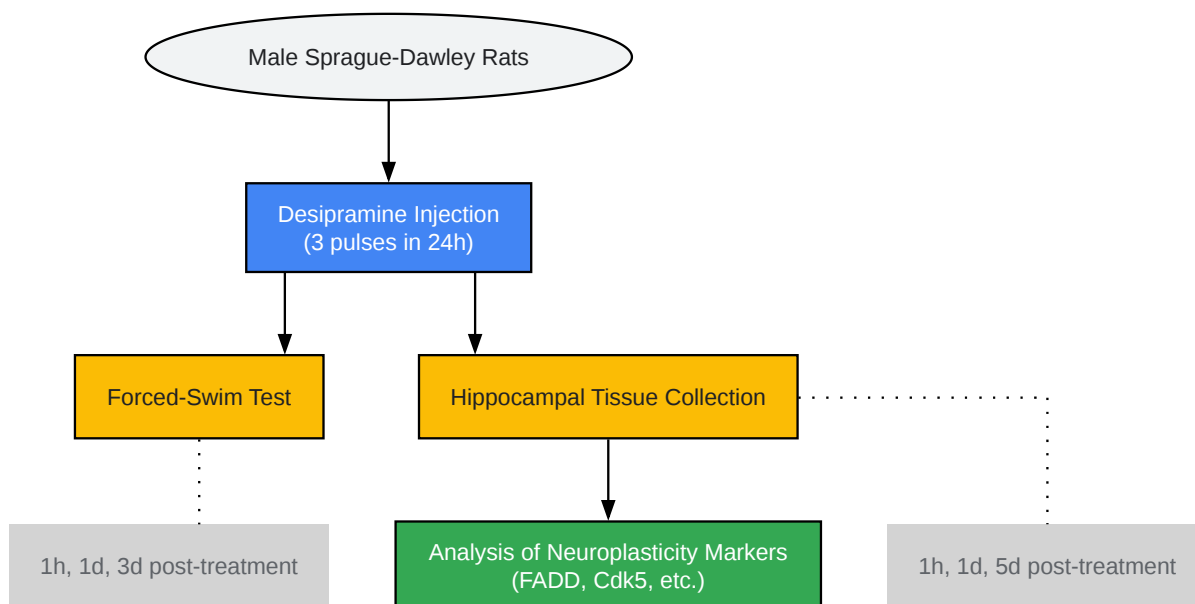 Male Sprague-Dawley Rats
Desipramine Injection
(3 pulses in 24h)
Forced-Swim Test
Hippocampal Tissue Collection
1h, 1d, 3d post-treatment
Analysis of Neuroplasticity Markers
(FADD, Cdk5, etc.)
1h, 1d, 5d post-treatment